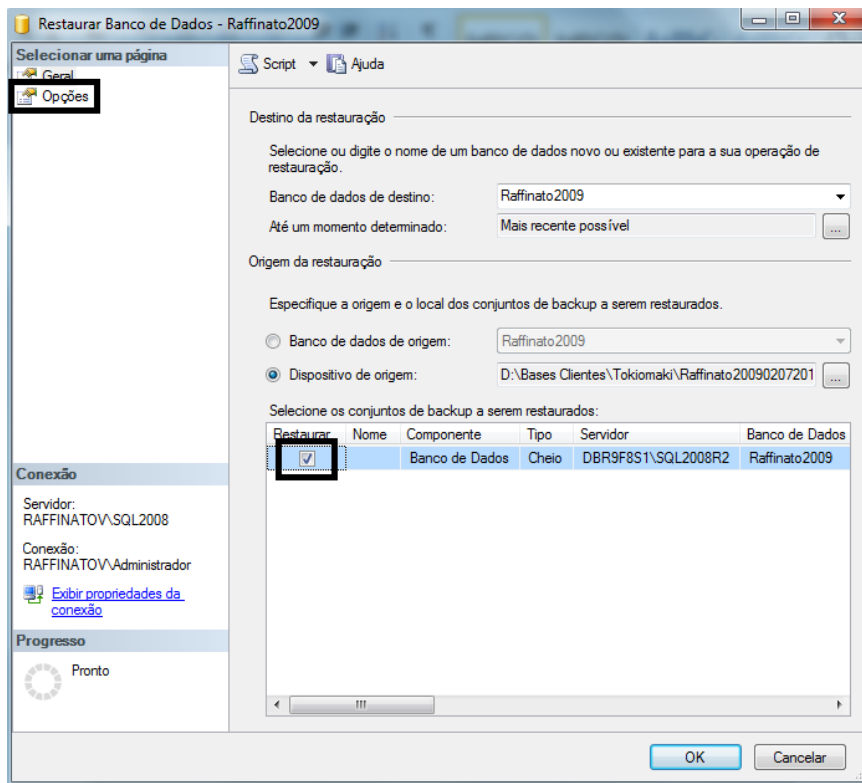 Restaurar Banco de Dados - Raffinato2009
Selecionar uma página
Geral
Opções
Script
Ajuda
Destino da restauração
Selecione ou digite o nome de um banco de dados novo ou existente para a sua operação de
restauração.
Banco de dados de destino: Raffinato2009
Até um momento determinado: Mais recente possível ...
Origem da restauração
Especifique a origem e o local dos conjuntos de backup a serem restaurados.
Banco de dados de origem: Raffinato2009
Dispositivo de origem: D:\Bases Clientes\Tokiomaki\Raffinato20090207201 ...
Selecione os conjuntos de backup a serem restaurados:
Restaurar Nome Componente Tipo Servidor Banco de Dados
Banco de Dados Cheio DBR9F8S1\SQL2008R2 Raffinato2009
Conexão
Servidor:
RAFFINATOV\SQL2008
Conexão:
RAFFINATOV\Administrador
Exibir propriedades da
conexão
Progresso
Pronto
OK Cancelar